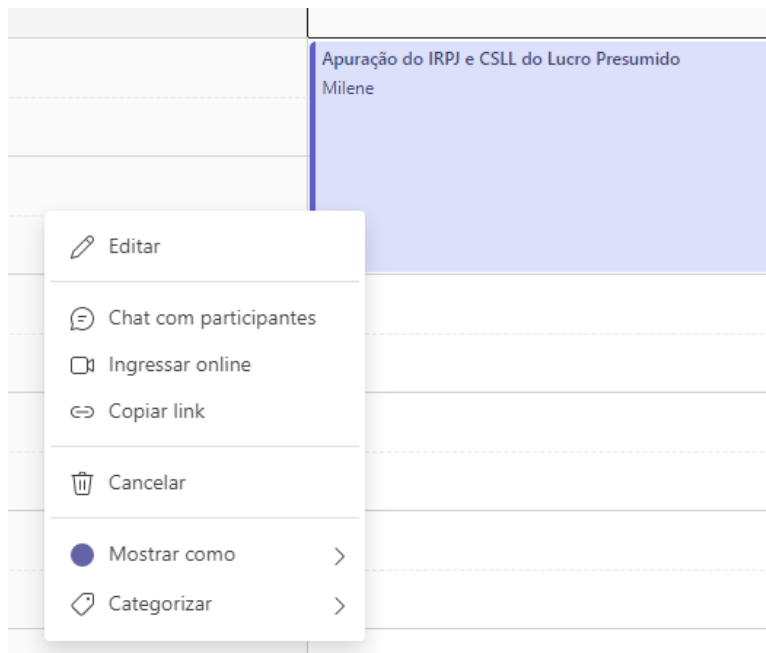 Apuração do IRPJ e CSLL do Lucro Presumido
Milene
Editar
Chat com participantes
Ingressar online
Copiar link
Cancelar
Mostrar como
Categorizar